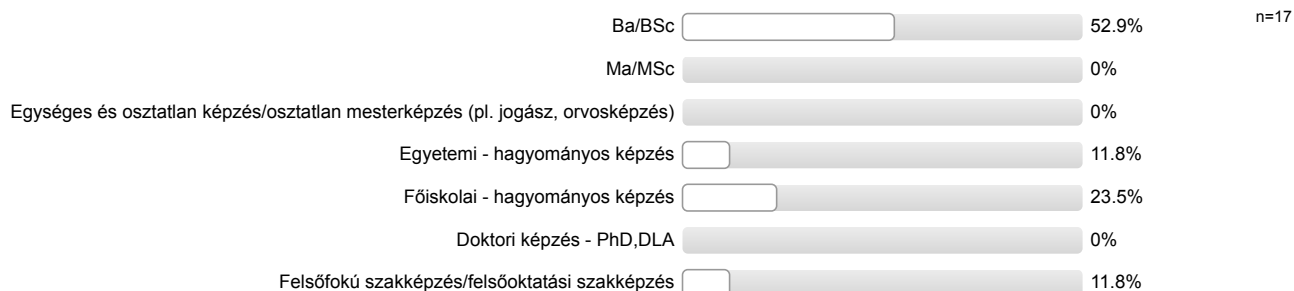 Ba/BSc 52.9% n=17
Ma/MSc 0%
Egységes és osztatlan képzés/osztatlan mesterképzés (pl. jogász, orvosképzés) 0%
Egyetemi - hagyományos képzés 11.8%
Főiskolai - hagyományos képzés 23.5%
Doktori képzés - PhD,DLA 0%
Felsőfokú szakképzés/felsőoktatási szakképzés 11.8%